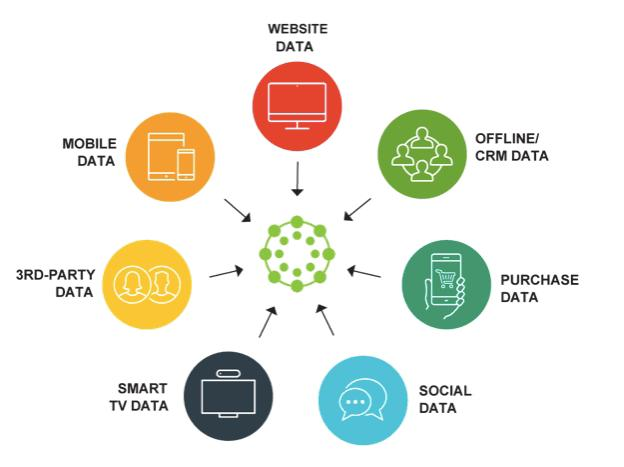 WEBSITE
DATA
MOBILE
DATA
OFFLINE/
CRM DATA
3RD-PARTY
DATA
PURCHASE
DATA
SMART
TV DATA
SOCIAL
DATA